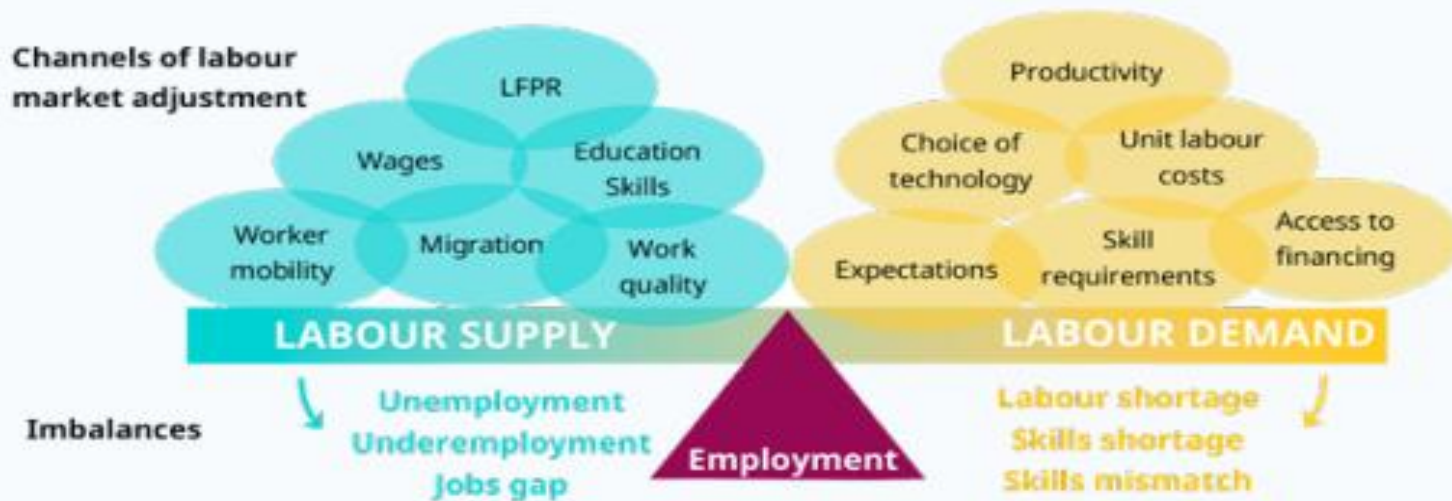 Channels of labour
market adjustment
LFPR
Wages
Education
Skills
Worker
mobility
Migration
Work
quality
Productivity
Choice of
technology
Unit labour
costs
Expectations
Skill
requirements
Access to
financing
LABOUR SUPPLY
LABOUR DEMAND
Imbalances
Unemployment
Underemployment
Jobs gap
Employment
Labour shortage
Skills shortage
Skills mismatch